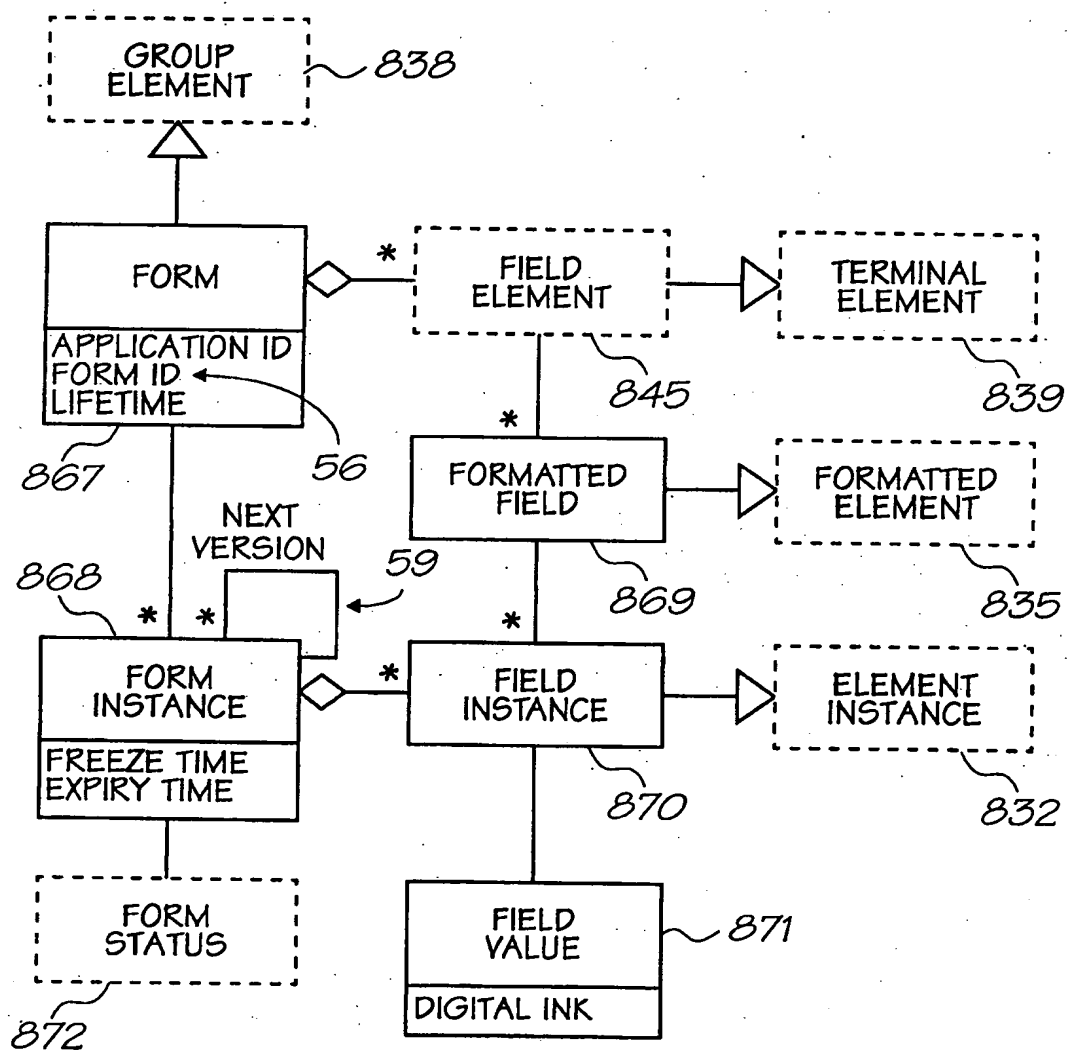 GROUP
ELEMENT
838
FORM
APPLICATION ID
FORM ID
LIFETIME
867
56
*
FIELD
ELEMENT
845
TERMINAL
ELEMENT
839
*
FORMATTED
FIELD
869
FORMATTED
ELEMENT
835
NEXT
VERSION
59
868
*
*
FORM
INSTANCE
FREEZE TIME
EXPIRY TIME
*
*
FIELD
INSTANCE
870
ELEMENT
INSTANCE
832
FORM
STATUS
872
FIELD
VALUE
871
DIGITAL INK